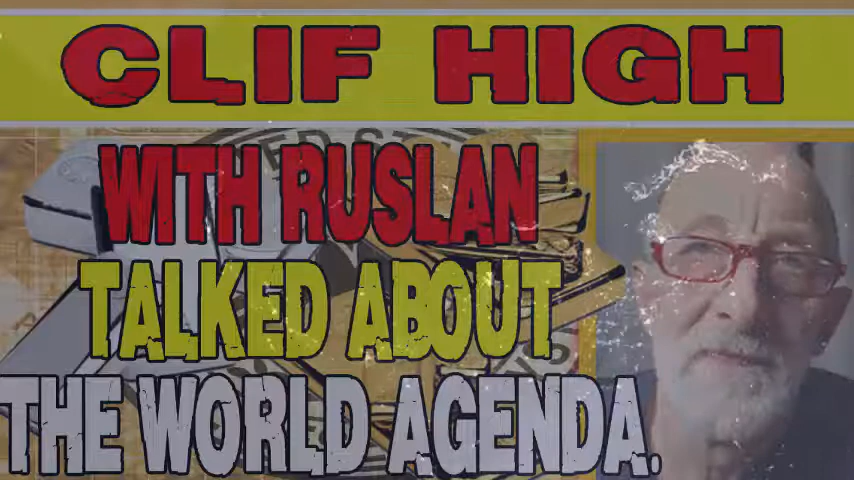 CLIF HIGH
WITH RUSLAN
TALKED ABOUT
THE WORLD AGENDA.